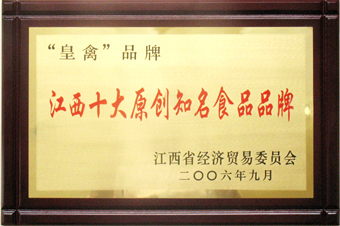 “皇禽”品牌
江西十大原创知名食品品牌
江西省经济贸易委员会
二〇〇六年九月